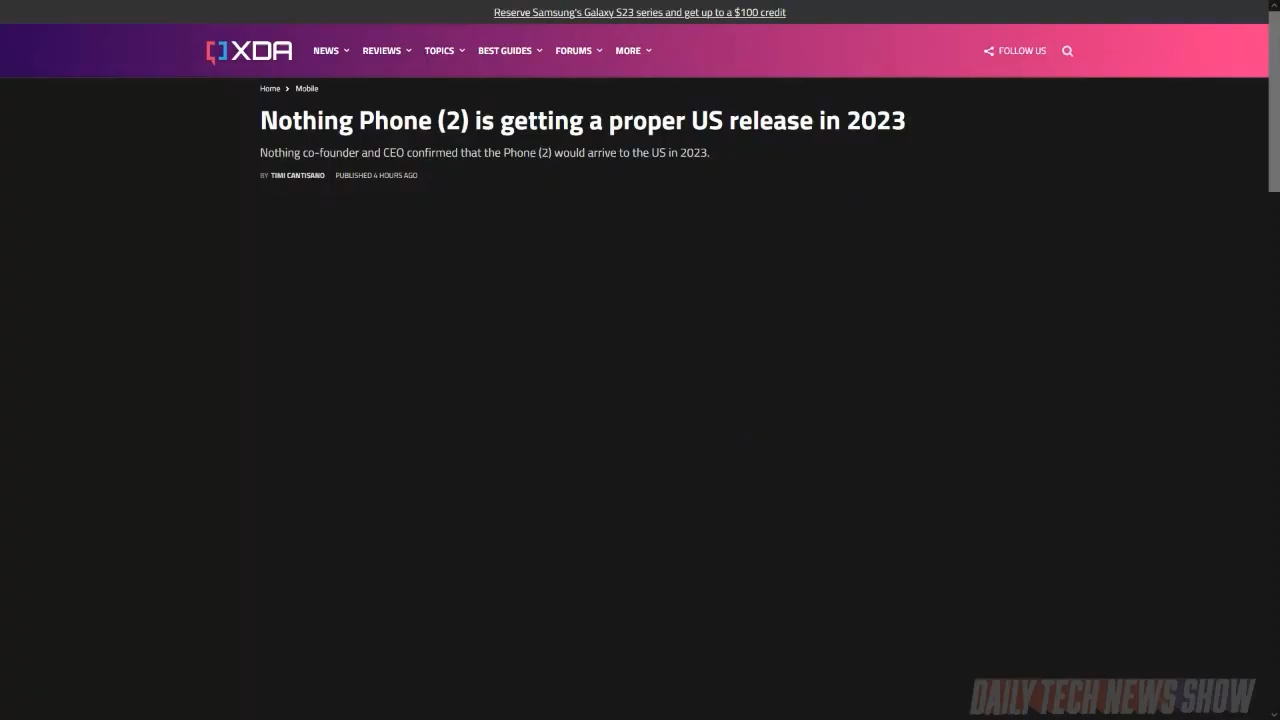 Reserve Samsung's Galaxy S23 series and get up to a $100 credit
XDA NEWS REVIEWS TOPICS BEST GUIDES FORUMS MORE FOLLOW US
Home > Mobile
Nothing Phone (2) is getting a proper US release in 2023
Nothing co-founder and CEO confirmed that the Phone (2) would arrive to the US in 2023.
BY TIMI CANTISANO PUBLISHED 4 HOURS AGO
DAILY TECH NEWS SHOW